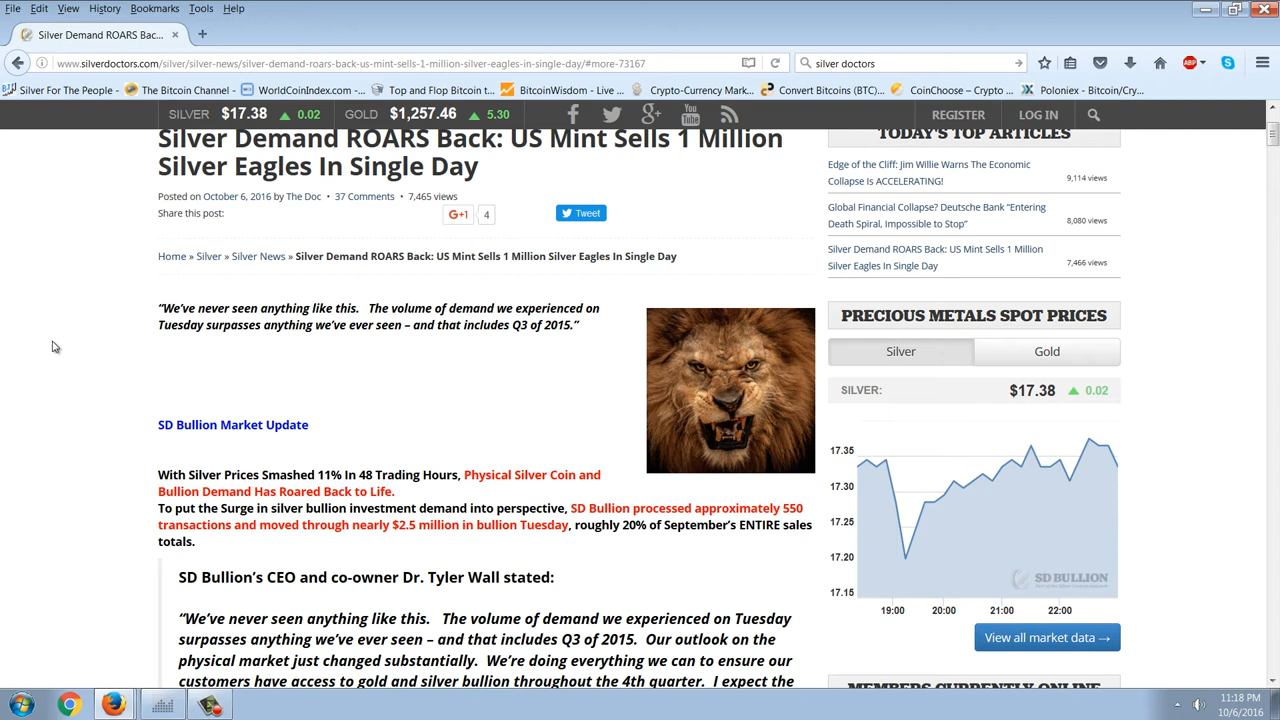 File Edit View History Bookmarks Tools Help
Silver Demand ROARS Bac... × +
www.silverdoctors.com/silver/silver-news/silver-demand-roars-back-us-mint-sells-1-million-silver-eagles-in-single-day/#more-73167
silver doctors
ABP
Silver For The People - The Bitcoin Channel - WorldCoinIndex.com - Top and Flop Bitcoin t... BitcoinWisdom - Live ... Crypto-Currency Mark... Convert Bitcoins (BTC)... CoinChoose – Crypto ... Poloniex - Bitcoin/Cry...
SILVER $17.38 0.02 GOLD $1,257.46 5.30 REGISTER LOG IN
Silver Demand ROARS Back: US Mint Sells 1 Million
Silver Eagles In Single Day
Posted on October 6, 2016 by The Doc • 37 Comments • 7,465 views
Share this post:
G+1 4 Tweet
Home » Silver » Silver News » Silver Demand ROARS Back: US Mint Sells 1 Million Silver Eagles In Single Day
“We’ve never seen anything like this. The volume of demand we experienced on
Tuesday surpasses anything we’ve ever seen – and that includes Q3 of 2015.”
SD Bullion Market Update
With Silver Prices Smashed 11% In 48 Trading Hours, Physical Silver Coin and
Bullion Demand Has Roared Back to Life.
To put the Surge in silver bullion investment demand into perspective, SD Bullion processed approximately 550
transactions and moved through nearly $2.5 million in bullion Tuesday, roughly 20% of September’s ENTIRE sales
totals.
SD Bullion’s CEO and co-owner Dr. Tyler Wall stated:
“We’ve never seen anything like this. The volume of demand we experienced on Tuesday
surpasses anything we’ve ever seen – and that includes Q3 of 2015. Our outlook on the
physical market just changed substantially. We’re doing everything we can to ensure our
customers have access to gold and silver bullion throughout the 4th quarter. I expect the
TODAY'S TOP ARTICLES
Edge of the Cliff: Jim Willie Warns The Economic
Collapse Is ACCELERATING! 9,114 views
Global Financial Collapse? Deutsche Bank “Entering
Death Spiral, Impossible to Stop” 8,080 views
Silver Demand ROARS Back: US Mint Sells 1 Million
Silver Eagles In Single Day 7,466 views
PRECIOUS METALS SPOT PRICES
Silver Gold
SILVER: $17.38 0.02
17.35
17.30
17.25
17.20
17.15
SD BULLION
19:00 20:00 21:00 22:00
View all market data →
MEMBERS CURRENTLY ONLINE
11:18 PM
10/6/2016